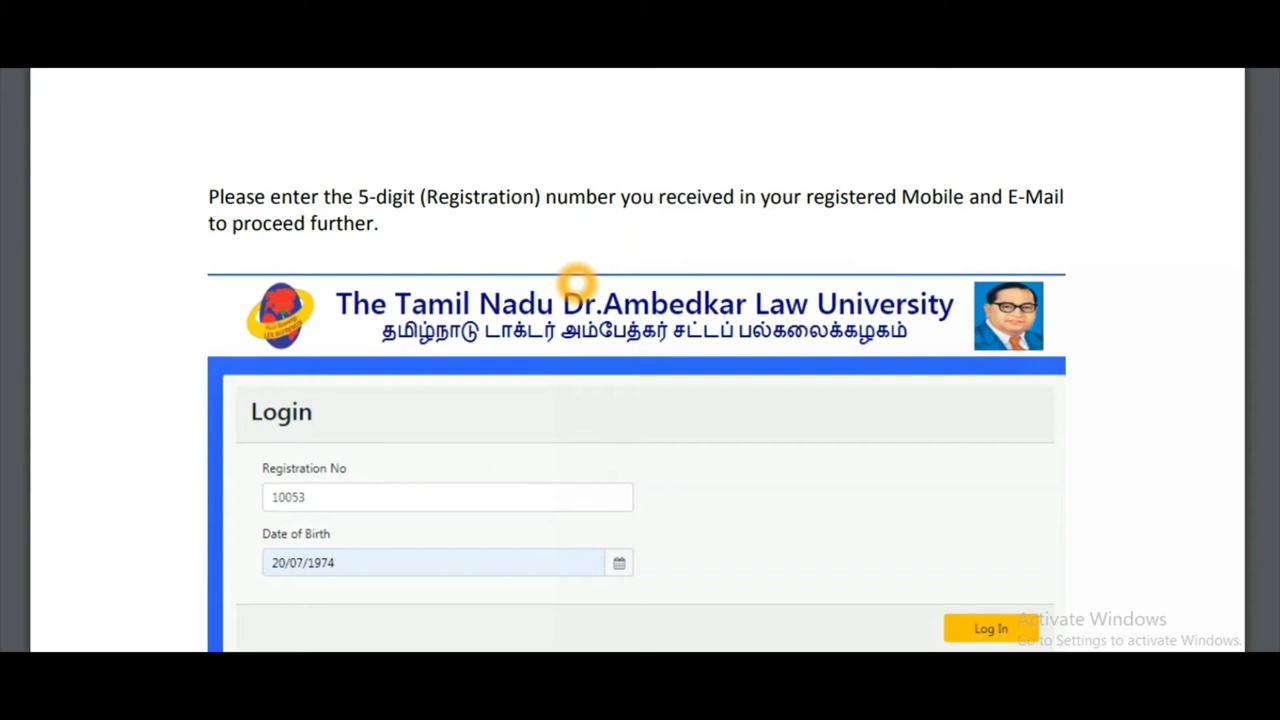 Please enter the 5-digit (Registration) number you received in your registered Mobile and E-Mail
to proceed further.
The Tamil Nadu Dr.Ambedkar Law University
தமிழ்நாடு டாக்டர் அம்பேத்கர் சட்டப் பல்கலைக்கழகம்
Login
Registration No
10053
Date of Birth
20/07/1974
Log In
Activate Windows
Go to Settings to activate Windows.